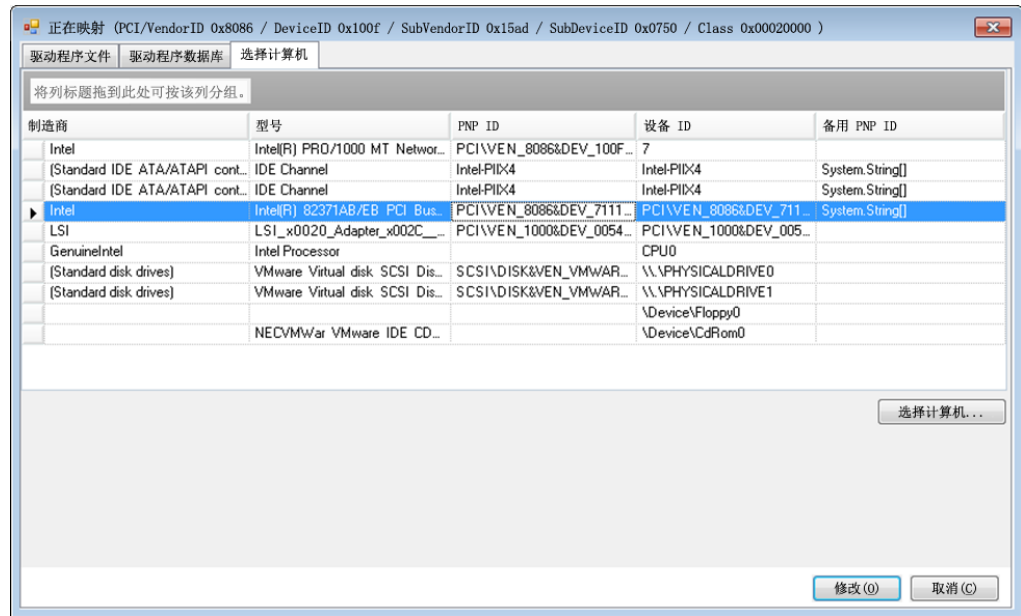 正在映射 (PCI/VendorID 0x8086 / DeviceID 0x100f / SubVendorID 0x15ad / SubDeviceID 0x0750 / Class 0x00020000 )
驱动程序文件 驱动程序数据库 选择计算机
将列标题拖到此处可按该列分组。
制造商 型号 PNP ID 设备 ID 备用 PNP ID
Intel Intel(R) PRO/1000 MT Networ... PCI\VEN_8086&DEV_100F... 7
(Standard IDE ATA/ATAPI cont... IDE Channel Intel-PIIX4 Intel-PIIX4 System.String[]
(Standard IDE ATA/ATAPI cont... IDE Channel Intel-PIIX4 Intel-PIIX4 System.String[]
Intel Intel(R) 82371AB/EB PCI Bus... PCI\VEN_8086&DEV_7111... PCI\VEN_8086&DEV_711... System.String[]
LSI LSI_x0020_Adapter_x002C__... PCI\VEN_1000&DEV_0054... PCI\VEN_1000&DEV_005...
GenuineIntel Intel Processor CPU0
(Standard disk drives) VMware Virtual disk SCSI Dis... SCSI\DISK&VEN_VMWAR... \\.\PHYSICALDRIVE0
(Standard disk drives) VMware Virtual disk SCSI Dis... SCSI\DISK&VEN_VMWAR... \\.\PHYSICALDRIVE1
\Device\Floppy0
NECVMWar VMware IDE CD... \Device\CdRom0
选择计算机...
修改(O) 取消(C)